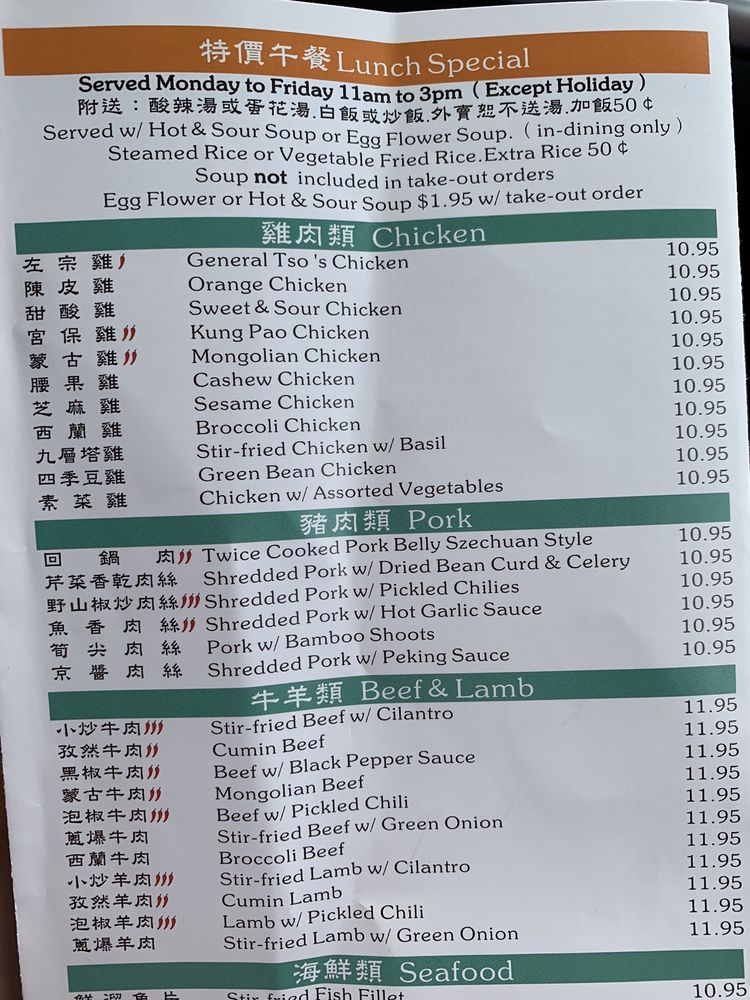 特價午餐 Lunch Special
Served Monday to Friday 11am to 3pm ( Except Holiday )
附送：酸辣湯或蛋花湯.白飯或炒飯.外賣恕不送湯.加飯50￠
Served w/ Hot & Sour Soup or Egg Flower Soup. ( in-dining only )
Steamed Rice or Vegetable Fried Rice.Extra Rice 50 ￠
Soup not included in take-out orders
Egg Flower or Hot & Sour Soup $1.95 w/ take-out order
雞肉類 Chicken
左宗雞 General Tso 's Chicken 10.95
陳皮雞 Orange Chicken 10.95
甜酸雞 Sweet & Sour Chicken 10.95
宮保雞 Kung Pao Chicken 10.95
蒙古雞 Mongolian Chicken 10.95
腰果雞 Cashew Chicken 10.95
芝麻雞 Sesame Chicken 10.95
西蘭雞 Broccoli Chicken 10.95
九層塔雞 Stir-fried Chicken w/ Basil 10.95
四季豆雞 Green Bean Chicken 10.95
素菜雞 Chicken w/ Assorted Vegetables 10.95
豬肉類 Pork
回鍋肉 Twice Cooked Pork Belly Szechuan Style 10.95
芹菜香乾肉絲 Shredded Pork w/ Dried Bean Curd & Celery 10.95
野山椒炒肉絲 Shredded Pork w/ Pickled Chilies 10.95
魚香肉絲 Shredded Pork w/ Hot Garlic Sauce 10.95
筍尖肉絲 Pork w/ Bamboo Shoots 10.95
京醬肉絲 Shredded Pork w/ Peking Sauce 10.95
牛羊類 Beef & Lamb
小炒牛肉 Stir-fried Beef w/ Cilantro 11.95
孜然牛肉 Cumin Beef 11.95
黑椒牛肉 Beef w/ Black Pepper Sauce 11.95
蒙古牛肉 Mongolian Beef 11.95
泡椒牛肉 Beef w/ Pickled Chili 11.95
蔥爆牛肉 Stir-fried Beef w/ Green Onion 11.95
西蘭牛肉 Broccoli Beef 11.95
小炒羊肉 Stir-fried Lamb w/ Cilantro 11.95
孜然羊肉 Cumin Lamb 11.95
泡椒羊肉 Lamb w/ Pickled Chili 11.95
蔥爆羊肉 Stir-fried Lamb w/ Green Onion 11.95
海鮮類 Seafood
鮮溜魚片 Stir-fried Fish Fillet 10.95